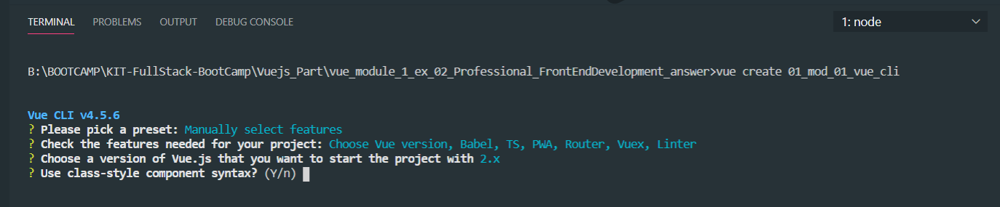 TERMINAL PROBLEMS OUTPUT DEBUG CONSOLE 1: node
B:\BOOTCAMP\KIT-FullStack-BootCamp\Vuejs_Part\vue_module_1_ex_02_Professional_FrontEndDevelopment_answer>vue create 01_mod_01_vue_cli
Vue CLI v4.5.6
? Please pick a preset: Manually select features
? Check the features needed for your project: Choose Vue version, Babel, TS, PWA, Router, Vuex, Linter
? Choose a version of Vue.js that you want to start the project with 2.x
? Use class-style component syntax? (Y/n)